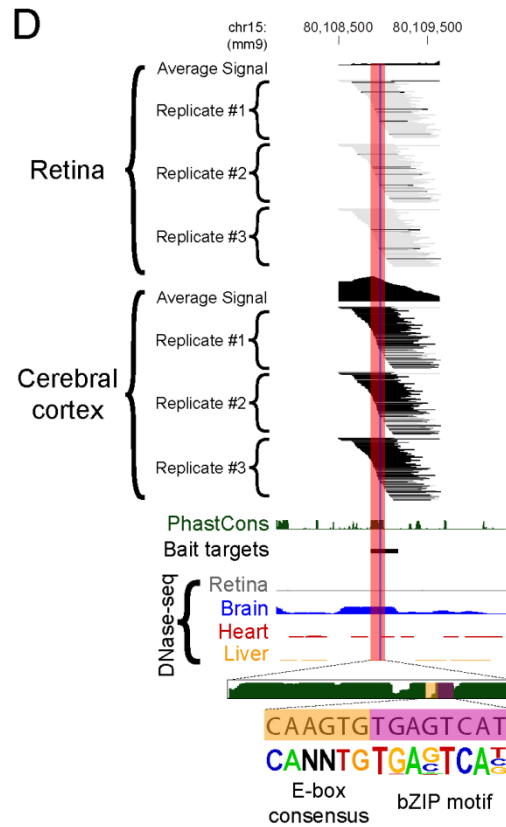 D
chr15: 80,108,500 80,109,500
(mm9)
Average Signal
Replicate #1
Retina
Replicate #2
Replicate #3
Average Signal
Replicate #1
Cerebral
cortex
Replicate #2
Replicate #3
PhastCons
Bait targets
DNase-seq
Retina
Brain
Heart
Liver
CAAGTGTGAGTCAT
CANNTGTGAGTCAT
E-box
consensus
bZIP motif